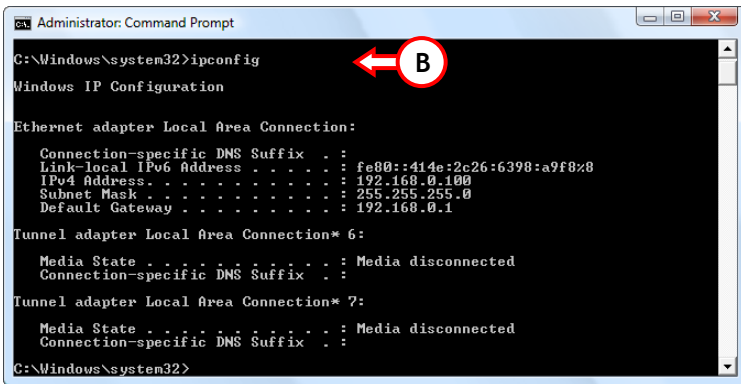 Administrator: Command Prompt
C:\Windows\system32>ipconfig
B
Windows IP Configuration
Ethernet adapter Local Area Connection:
Connection-specific DNS Suffix . :
Link-local IPv6 Address . . . . . : fe80::414e:2c26:6398:a9f8%8
IPv4 Address. . . . . . . . . . . : 192.168.0.100
Subnet Mask . . . . . . . . . . . : 255.255.255.0
Default Gateway . . . . . . . . . : 192.168.0.1
Tunnel adapter Local Area Connection* 6:
Media State . . . . . . . . . . . : Media disconnected
Connection-specific DNS Suffix . :
Tunnel adapter Local Area Connection* 7:
Media State . . . . . . . . . . . : Media disconnected
Connection-specific DNS Suffix . :
C:\Windows\system32>